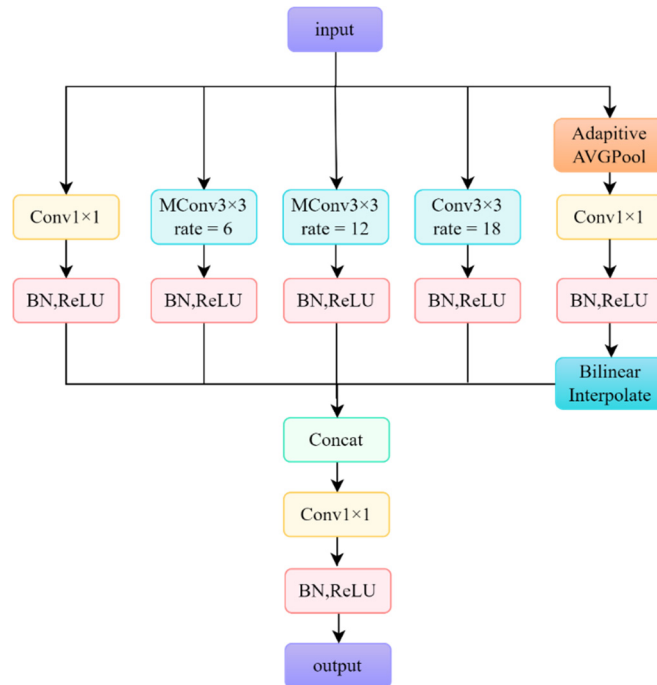 input
Adapitive
AVGPool
Conv1×1
MConv3×3
rate = 6
MConv3×3
rate = 12
Conv3×3
rate = 18
Conv1×1
BN,ReLU
BN,ReLU
BN,ReLU
BN,ReLU
BN,ReLU
Bilinear
Interpolate
Concat
Conv1×1
BN,ReLU
output